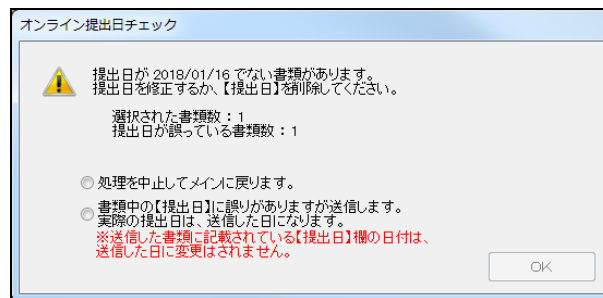 オンライン提出日チェック
提出日が 2018/01/16 でない書類があります。
提出日を修正するか、【提出日】を削除してください。
選択された書類数：1
提出日が誤っている書類数：1
処理を中止してメインに戻ります。
書類中の【提出日】に誤りがありますが送信します。
実際の提出日は、送信した日になります。
※送信した書類に記載されている【提出日】欄の日付は、
送信した日に変更はされません。
OK